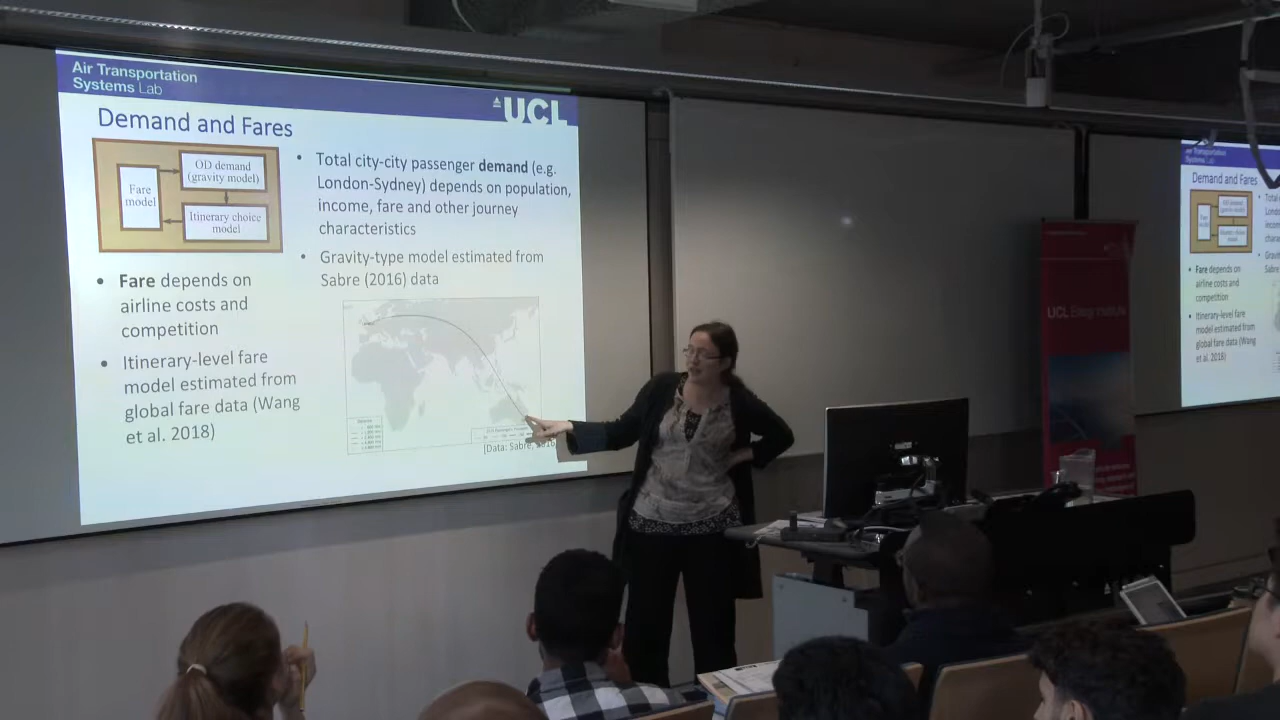 Air Transportation
Systems Lab
UCL
Demand and Fares
OD demand
(gravity model)
Fare
model
Itinerary choice
model
• Total city-city passenger demand (e.g.
London-Sydney) depends on population,
income, fare and other journey
characteristics
• Gravity-type model estimated from
Sabre (2016) data
• Fare depends on
airline costs and
competition
• Itinerary-level fare
model estimated from
global fare data (Wang
et al. 2018)
[Data: Sabre, 2016
UCL Energy Institute
Demand and Fares
• Fare depends on
airline costs and
competition
• Itinerary-level fare
model estimated from
global fare data (Wang
et al. 2018)